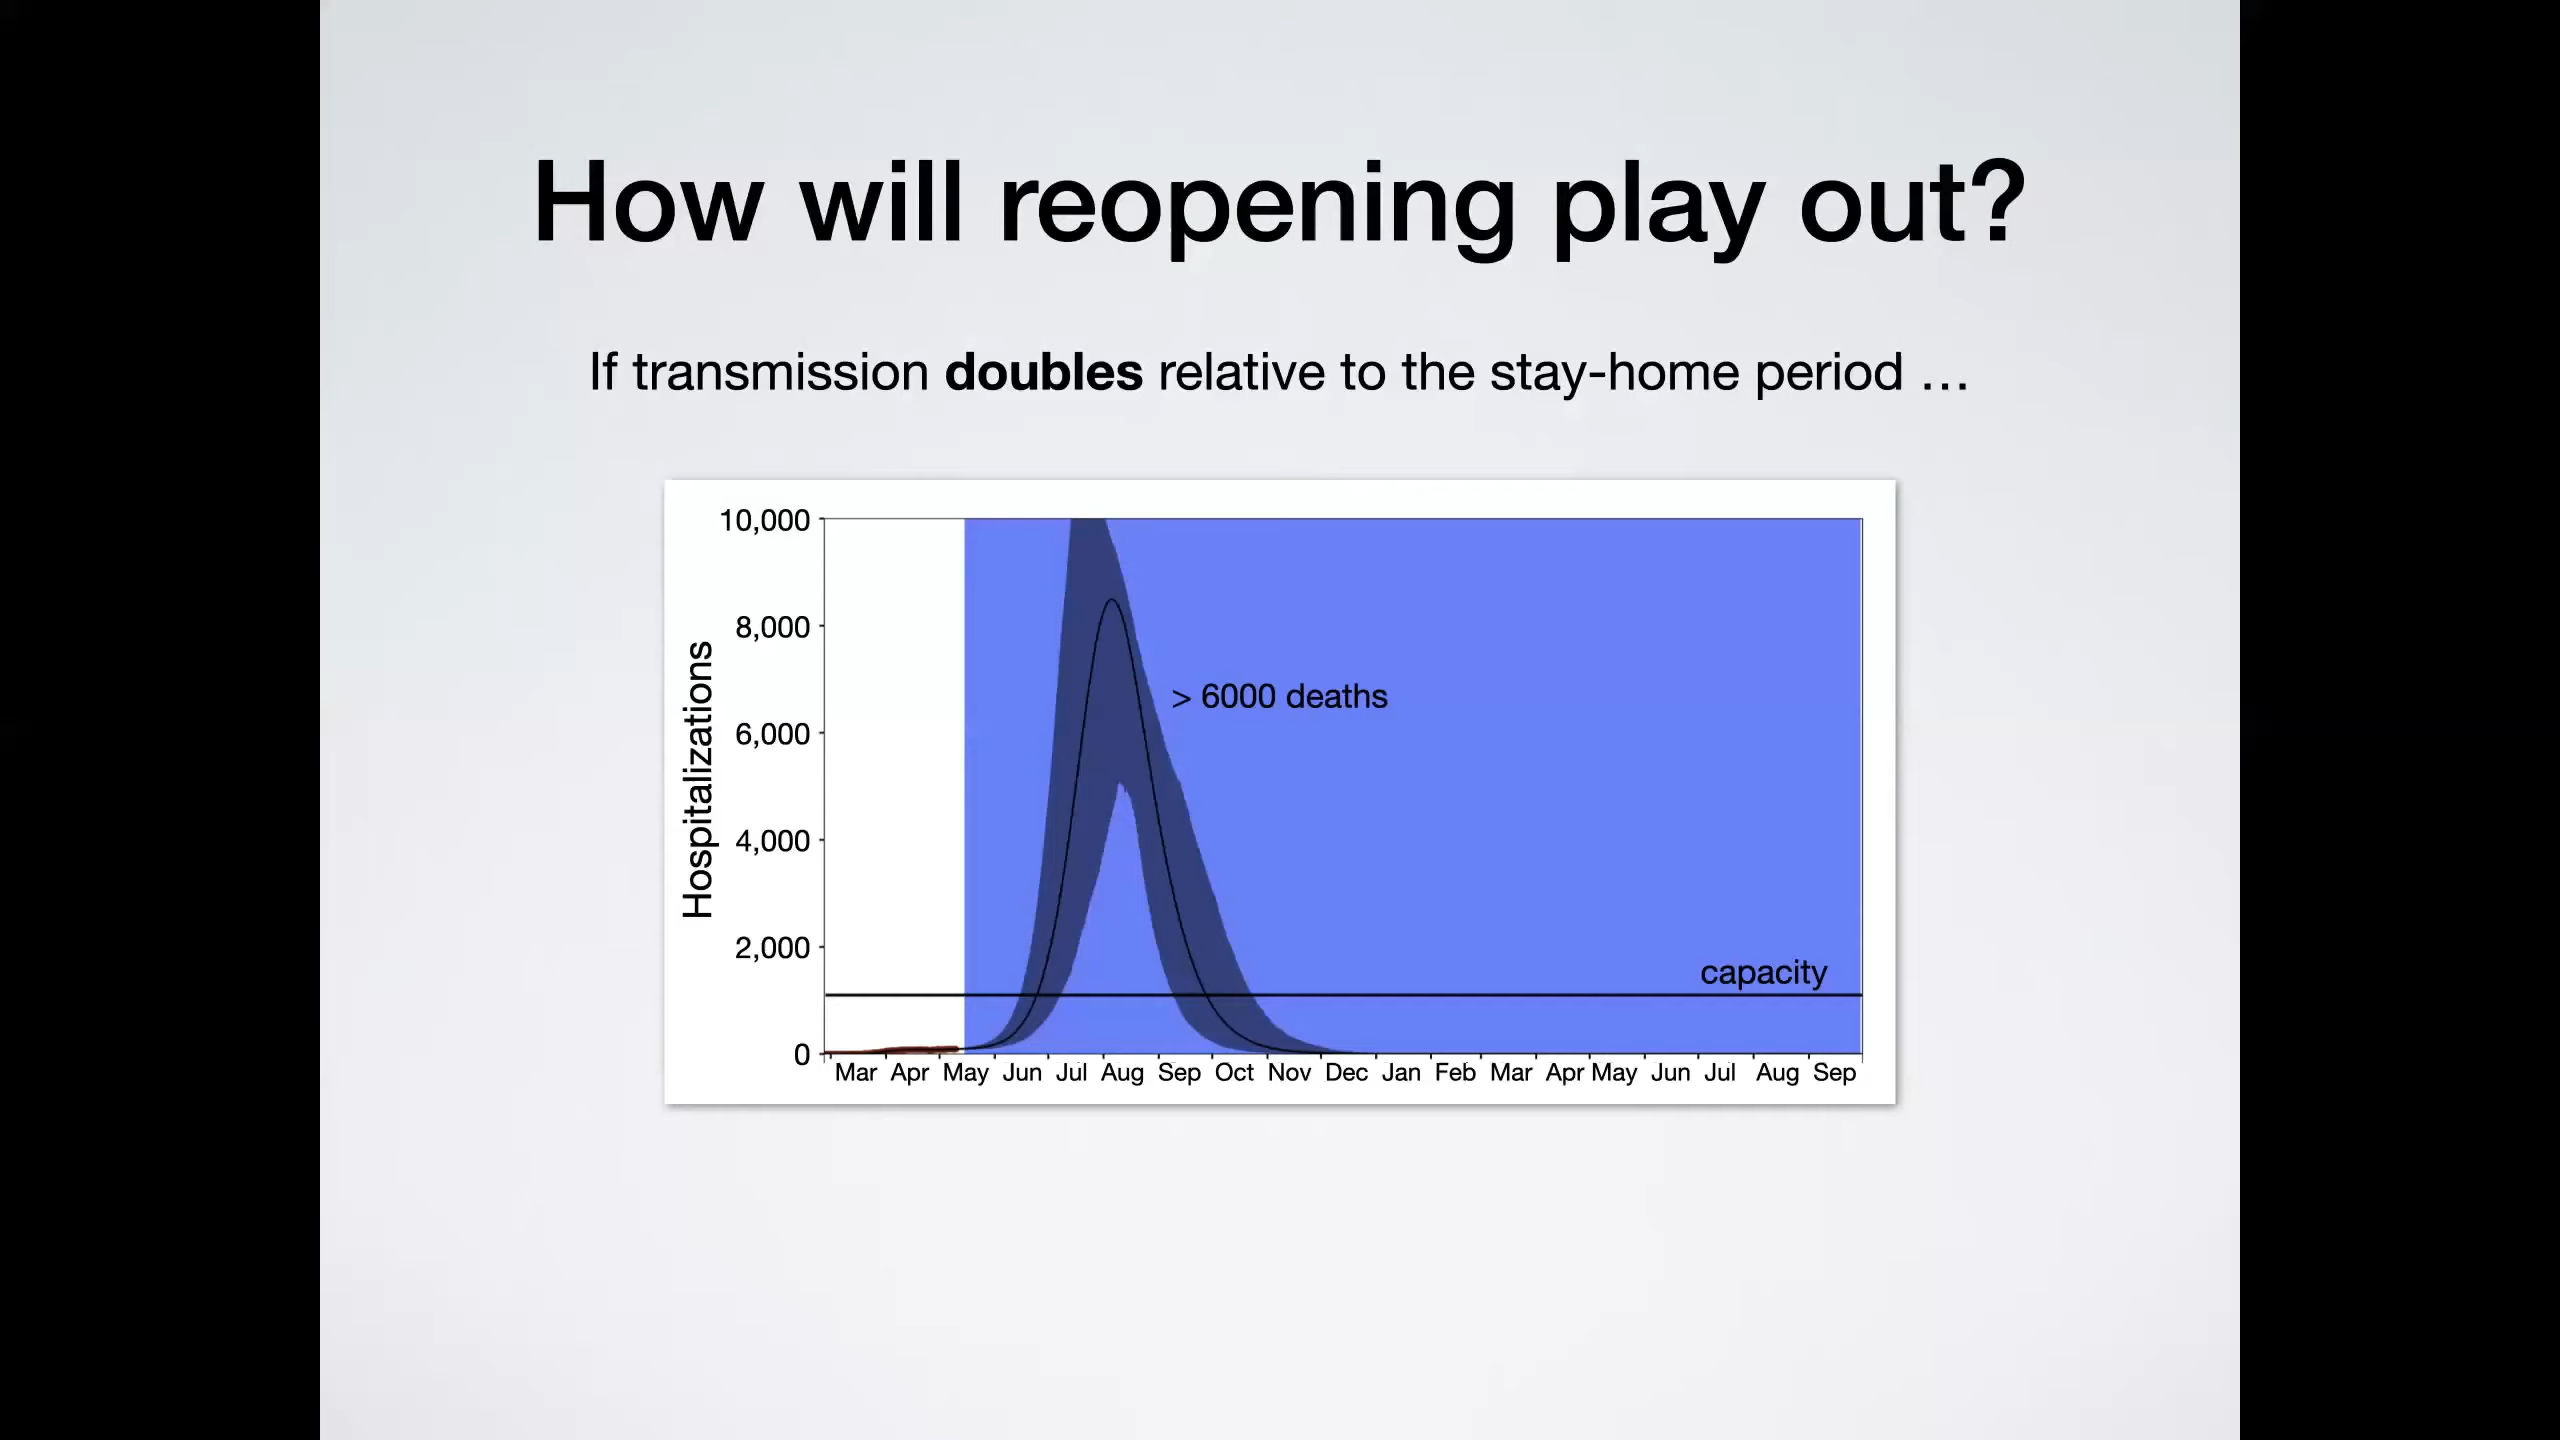 How will reopening play out?
If transmission doubles relative to the stay-home period …
10,000
8,000
6,000
4,000
2,000
0
Hospitalizations
> 6000 deaths
capacity
Mar Apr May Jun Jul Aug Sep Oct Nov Dec Jan Feb Mar Apr May Jun Jul Aug Sep